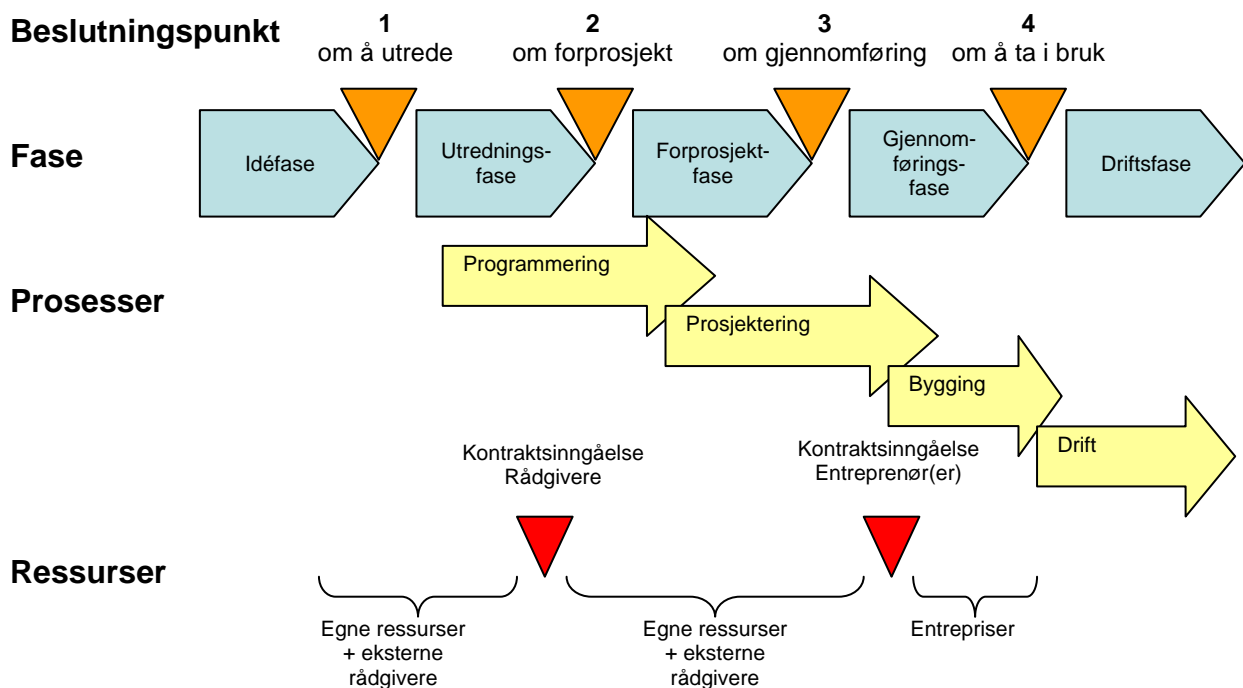 Beslutningspunkt
1
om å utrede
2
om forprosjekt
3
om gjennomføring
4
om å ta i bruk
Fase
Idéfase
Utrednings-
fase
Forprosjekt-
fase
Gjennom-
førings-
fase
Driftsfase
Prosesser
Programmering
Prosjektering
Bygging
Drift
Kontraktsinngåelse
Rådgivere
Kontraktsinngåelse
Entreprenør(er)
Ressurser
Egne ressurser
+ eksterne
rådgivere
Egne ressurser
+ eksterne
rådgivere
Entrepriser